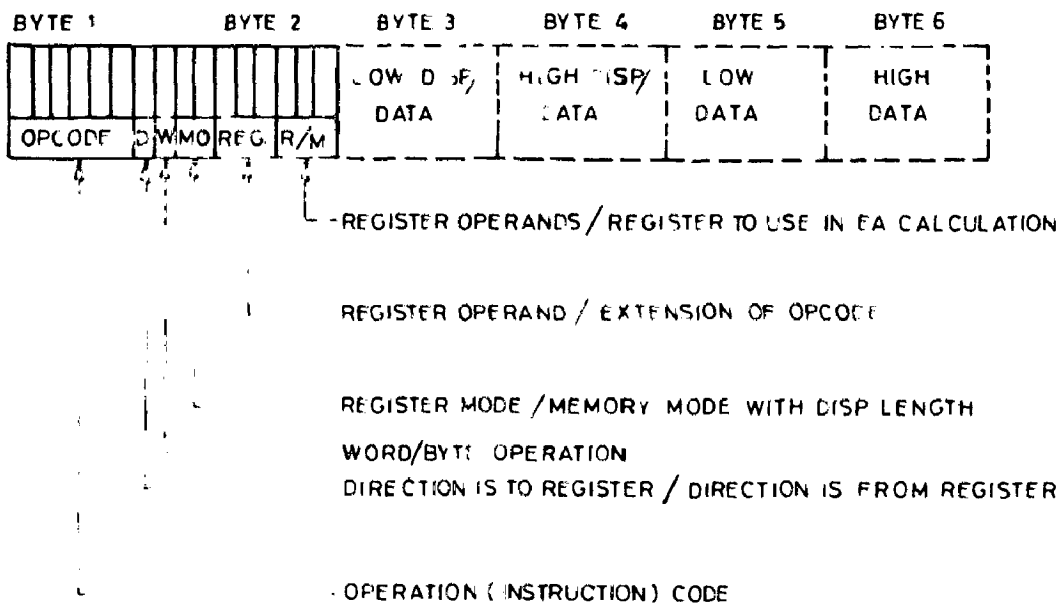 BYTE 1 BYTE 2 BYTE 3 BYTE 4 BYTE 5 BYTE 6
LOW HIGH LOW HIGH
DATA DATA DATA
OPCODE D W MO REG. R/M
REGISTER OPERANDS / REGISTER TO USE IN EA CALCULATION
REGISTER OPERAND / EXTENSION OF OPCODE
REGISTER MODE / MEMORY MODE WITH DISP LENGTH
WORD/BYTE OPERATION
DIRECTION IS TO REGISTER / DIRECTION IS FROM REGISTER
OPERATION (INSTRUCTION) CODE